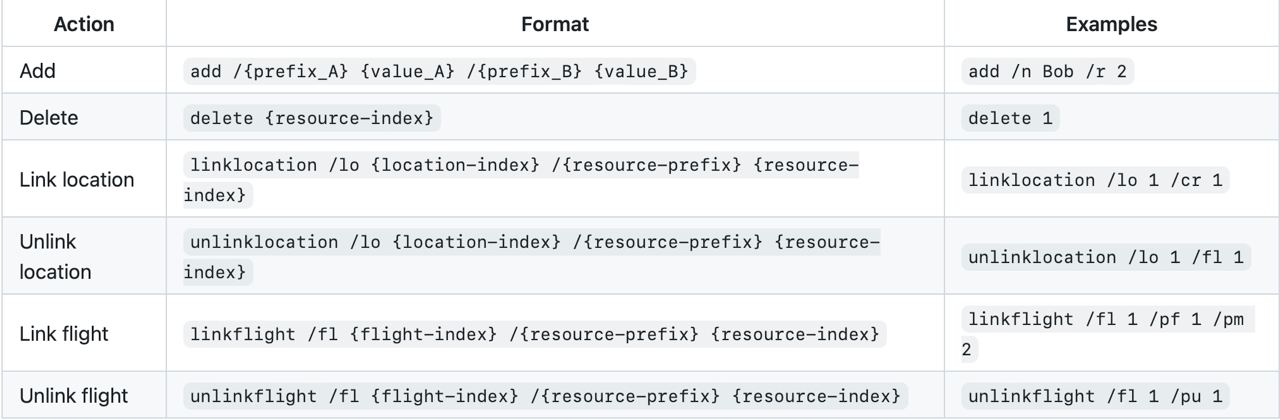 Action Format Examples
Add add /{prefix_A} {value_A} /{prefix_B} {value_B} add /n Bob /r 2
Delete delete {resource-index} delete 1
Link location linklocation /lo {location-index} /{resource-prefix} {resource-
index} linklocation /lo 1 /cr 1
Unlink
location unlinklocation /lo {location-index} /{resource-prefix} {resource-
index} unlinklocation /lo 1 /fl 1
Link flight linkflight /fl {flight-index} /{resource-prefix} {resource-index} linkflight /fl 1 /pf 1 /pm
2
Unlink flight unlinkflight /fl {flight-index} /{resource-prefix} {resource-index} unlinkflight /fl 1 /pu 1